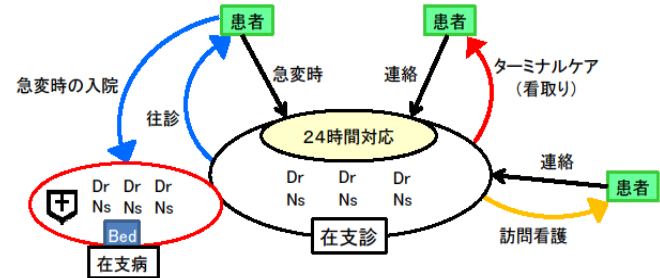 患者
患者
急変時の入院
往診
急変時
連絡
ターミナルケア
(看取り)
24時間対応
連絡
患者
訪問看護
Dr Dr Dr
Ns Ns Ns
在支診
Dr Dr Dr
Ns Ns Ns
Bed
在支病